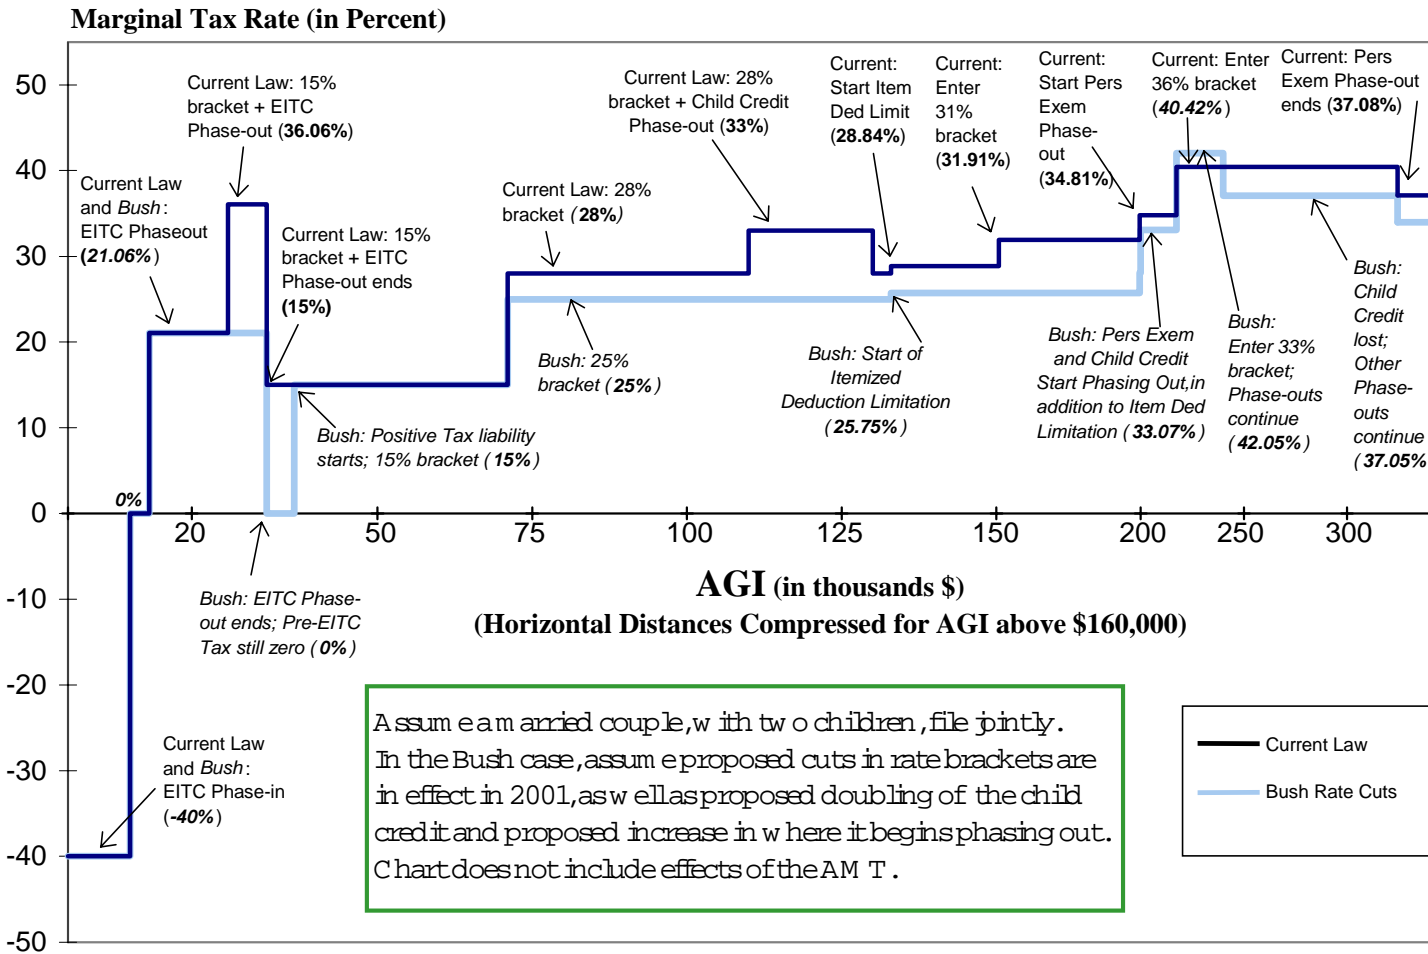 Marginal Tax Rate (in Percent)
50
40
30
20
10
0
-10
-20
-30
-40
-50
Current Law: 15%
bracket + EITC
Phase-out (36.06%)
Current Law
and Bush:
EITC Phaseout
(21.06%)
Current Law: 15%
bracket + EITC
Phase-out ends
(15%)
Current Law: 28%
bracket (28%)
Current Law: 28%
bracket + Child Credit
Phase-out (33%)
Current:
Start Item
Ded Limit
(28.84%)
Current:
Enter
31%
bracket
(31.91%)
Current:
Start Pers
Exem
Phase-
out
(34.81%)
Current: Enter
36% bracket
(40.42%)
Current: Pers
Exem Phase-out
ends (37.08%)
0%
Bush: Positive Tax liability
starts; 15% bracket (15%)
Bush: 25%
bracket (25%)
Bush: Start of
Itemized
Deduction Limitation
(25.75%)
Bush: Pers Exem
and Child Credit
Start Phasing Out,in
addition to Item Ded
Limitation (33.07%)
Bush:
Enter 33%
bracket;
Phase-outs
continue
(42.05%)
Bush:
Child
Credit
lost;
Other
Phase-
outs
continue
(37.05%
20 50 75 100 125 150 200 250 300
Bush: EITC Phase-
out ends; Pre-EITC
Tax still zero (0%)
AGI (in thousands $)
(Horizontal Distances Compressed for AGI above $160,000)
Current Law
and Bush:
EITC Phase-in
(-40%)
Assume a married couple, with two children, file jointly.
In the Bush case, assume proposed cuts in rate brackets are
in effect in 2001, as well as proposed doubling of the child
credit and proposed increase in where it begins phasing out.
Chart does not include effects of the AMT.
Current Law
Bush Rate Cuts